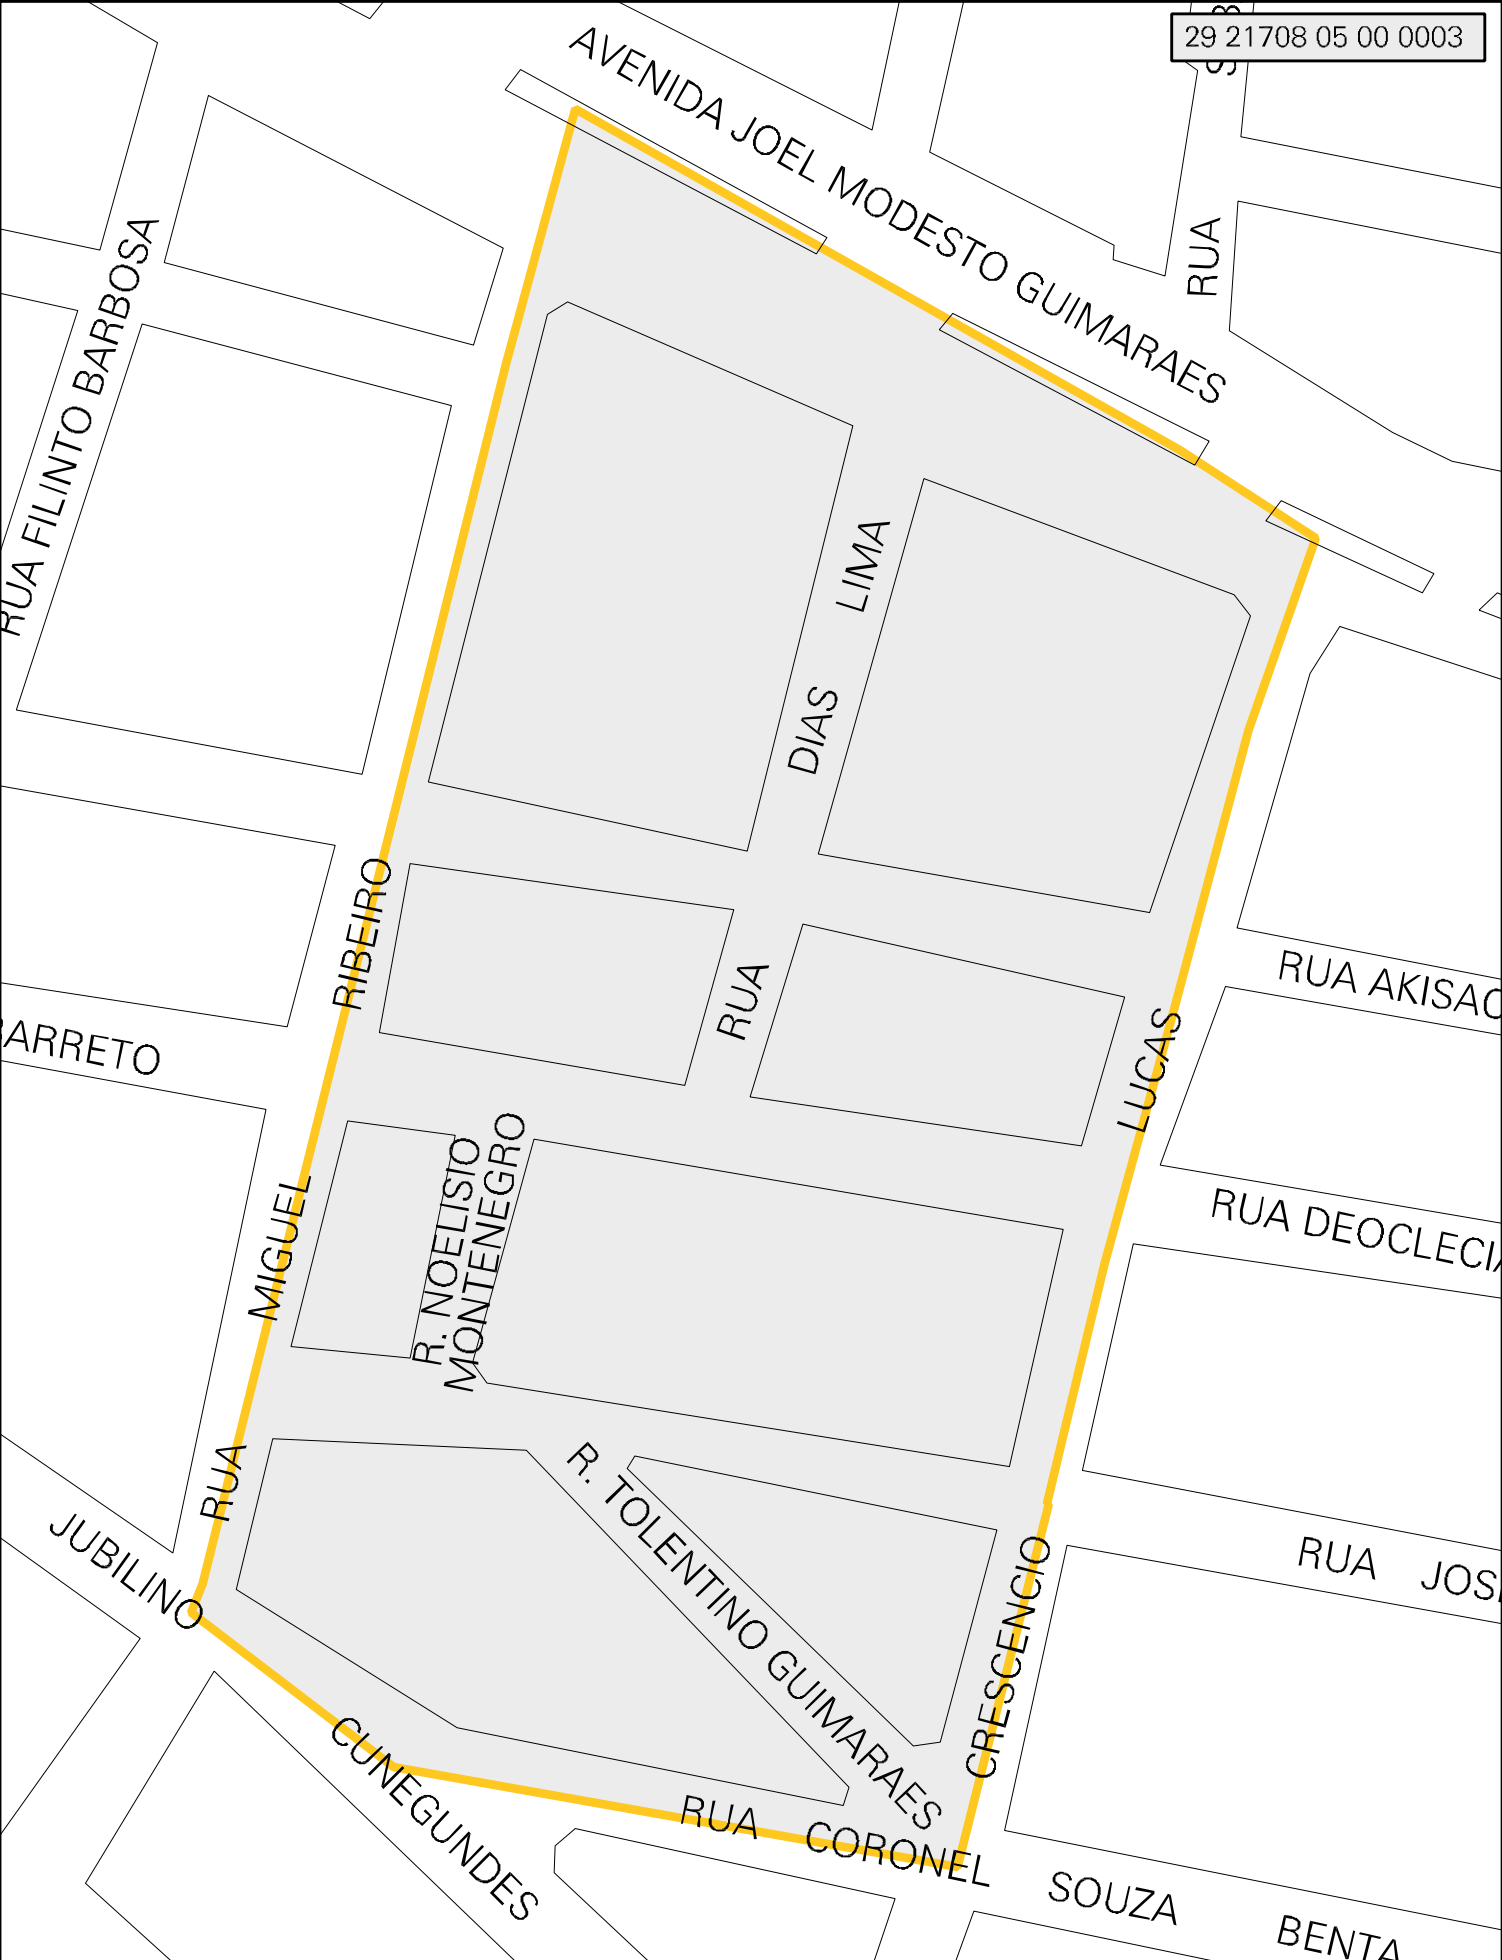 29 21708 05 00 0003
AVENIDA JOEL MODESTO GUIMARAES
RUA
RUA FILINTO BARBOSA
DIAS LIMA
RUA
RUA MIGUEL RIBEIRO
LUCAS
CRESCENCIO
RUA AKISAC
ARRETO
R. NOELISIO
MONTENEGRO
RUA DEOCLECI
RUA JOS
R. TOLENTINO GUIMARAES
JUBILINO
CUNEGUNDES
RUA CORONEL SOUZA BENTA